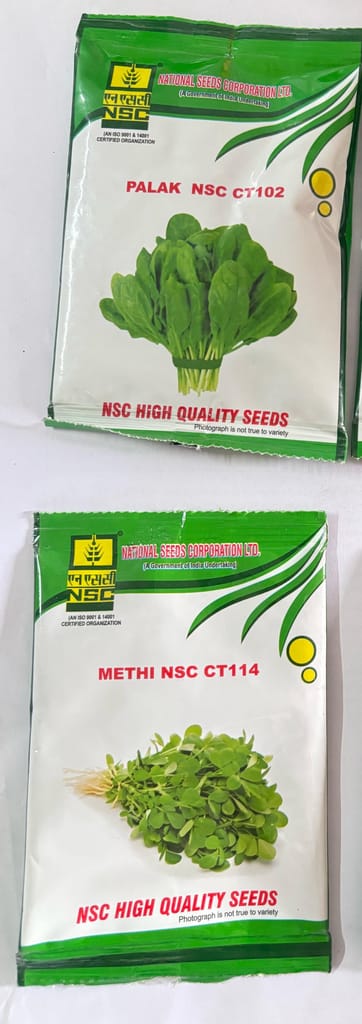 एन एस सी
NSC
(AN ISO 9001 & 14001
CERTIFIED ORGANIZATION
NATIONAL SEEDS CORPORATION LTD.
(A Government of India Undertaking)
PALAK NSC CT102
NSC HIGH QUALITY SEEDS
Photograph is not true to variety
एन एस सी
NSC
(AN ISO 9001 & 14001
CERTIFIED ORGANIZATION
NATIONAL SEEDS CORPORATION LTD.
(A Government of India Undertaking)
METHI NSC CT114
NSC HIGH QUALITY SEEDS
Photograph is not true to variety